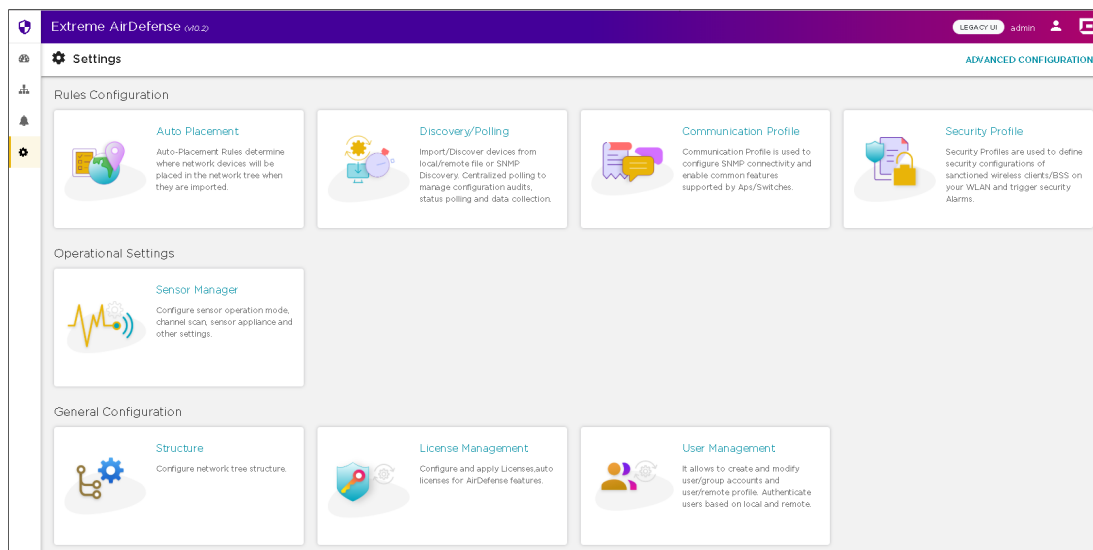 Extreme AirDefense (v10.2)
LEGACY UI
admin
Settings
ADVANCED CONFIGURATION
Rules Configuration
Auto Placement
Auto-Placement Rules determine
where network devices will be
placed in the network tree when
they are imported.
Discovery/Polling
Import/Discover devices from
local/remote file or SNMP
Discovery. Centralized polling to
manage configuration audits,
status polling and data collection.
Communication Profile
Communication Profile is used to
configure SNMP connectivity and
enable common features
supported by Aps/Switches.
Security Profile
Security Profiles are used to define
security configurations of
sanctioned wireless clients/BSS on
your WLAN and trigger security
Alarms.
Operational Settings
Sensor Manager
Configure sensor operation mode,
channel scan, sensor appliance and
other settings.
General Configuration
Structure
Configure network tree structure.
License Management
Configure and apply Licenses,auto
licenses for AirDefense features.
User Management
It allows to create and modify
user/group accounts and
user/remote profile. Authenticate
users based on local and remote.